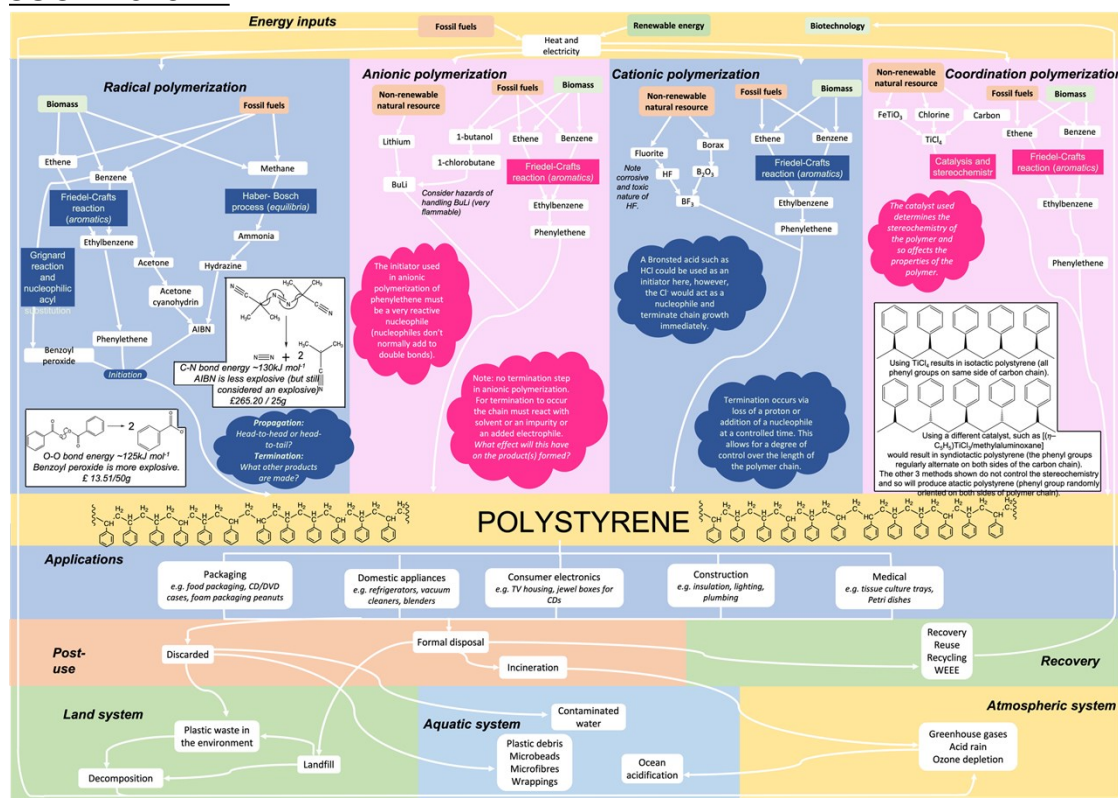 Energy inputs
Fossil fuels
Renewable energy
Biotechnology
Heat and
electricity
Radical polymerization
Biomass
Fossil fuels
Ethene
Benzene
Methane
Friedel-Crafts
reaction
(aromatics)
Haber- Bosch
process (equilibria)
Ethylbenzene
Ammonia
Grignard
reaction and
nucleophilic
acyl
substitution
Acetone
Hydrazine
Acetone
cyanohydrin
AIBN
Phenylethene
Benzoyl
peroxide
Initiation
N≡N + 2
C-N bond energy ~130kJ mol-1
AIBN is less explosive (but still
considered an explosive)
£265.20 / 25g
2
O-O bond energy ~125kJ mol-1
Benzoyl peroxide is more explosive.
£ 13.51/50g
Propagation:
Head-to-head or head-
to-tail?
Termination:
What other products
are made?
Anionic polymerization
Non-renewable
natural resource
Fossil fuels
Biomass
Lithium
1-butanol
Ethene
Benzene
1-chlorobutane
Friedel-Crafts
reaction (aromatics)
BuLi
Consider hazards of
handling BuLi (very
flammable)
Ethylbenzene
Phenylethene
The initiator used
in anionic
polymerization of
phenylethene must
be a very reactive
nucleophile
(nucleophiles don't
normally add to
double bonds).
Note: no termination step
in anionic polymerization.
For termination to occur
the chain must react with
solvent or an impurity or
an added electrophile.
What effect will this have
on the product(s) formed?
Cationic polymerization
Non-renewable
natural resource
Fossil fuels
Biomass
Ethene
Benzene
Fluorite
Borax
Note
corrosive
and toxic
nature of
HF.
HF
B2O3
Friedel-Crafts
reaction (aromatics)
BF3
Ethylbenzene
Phenylethene
A Bronsted acid such as
HCl could be used as an
initiator here, however,
the Cl- would act as a
nucleophile and
terminate chain growth
immediately.
Termination occurs via
loss of a proton or
addition of a nucleophile
at a controlled time. This
allows for a degree of
control over the length of
the polymer chain.
Coordination polymerization
Non-renewable
natural resource
Fossil fuels
Biomass
FeTiO3
Chlorine
Carbon
Ethene
Benzene
TiCl4
Catalysis and
stereochemistr
Friedel-Crafts
reaction (aromatics)
Ethylbenzene
Phenylethene
The catalyst used
determines the
stereochemistry of
the polymer and
so affects the
properties of the
polymer.
Using TiCl4 results in isotactic polystyrene (all
phenyl groups on same side of carbon chain).
Using a different catalyst, such as [(η-
C5H5)TiCl3/methylaluminoxane]
would result in syndiotactic polystyrene (the phenyl groups
regularly alternate on both sides of the carbon chain).
The other 3 methods shown do not control the stereochemistry
and so will produce atactic polystyrene (phenyl group randomly
oriented on both sides of polymer chain).
POLYSTYRENE
Applications
Packaging
e.g. food packaging, CD/DVD
cases, foam packaging peanuts
Domestic appliances
e.g. refrigerators, vacuum
cleaners, blenders
Consumer electronics
e.g. TV housing, jewel boxes for
CDs
Construction
e.g. insulation, lighting,
plumbing
Medical
e.g. tissue culture trays,
Petri dishes
Post-
use
Discarded
Formal disposal
Incineration
Recovery
Reuse
Recycling
WEEE
Recovery
Land system
Plastic waste in
the environment
Decomposition
Landfill
Aquatic system
Contaminated
water
Plastic debris
Microbeads
Microfibres
Wrappings
Ocean
acidification
Atmospheric system
Greenhouse gases
Acid rain
Ozone depletion